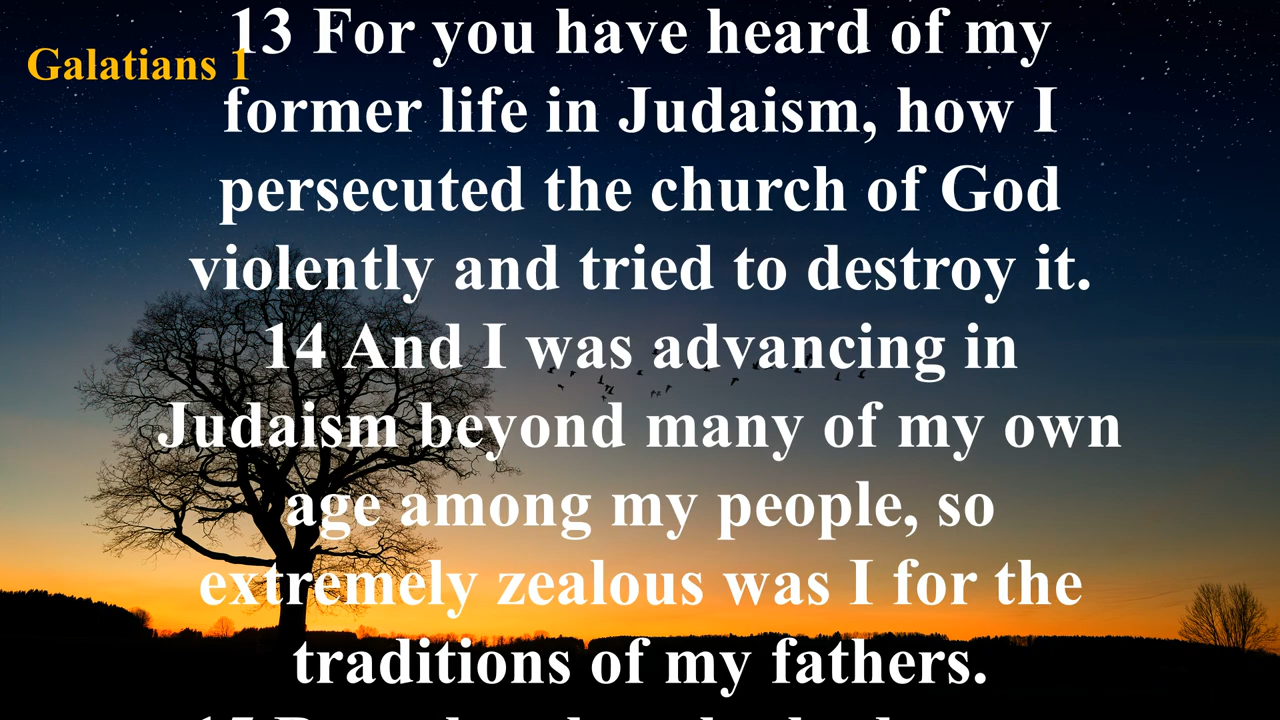 Galatians 1
13 For you have heard of my
former life in Judaism, how I
persecuted the church of God
violently and tried to destroy it.
14 And I was advancing in
Judaism beyond many of my own
age among my people, so
extremely zealous was I for the
traditions of my fathers.